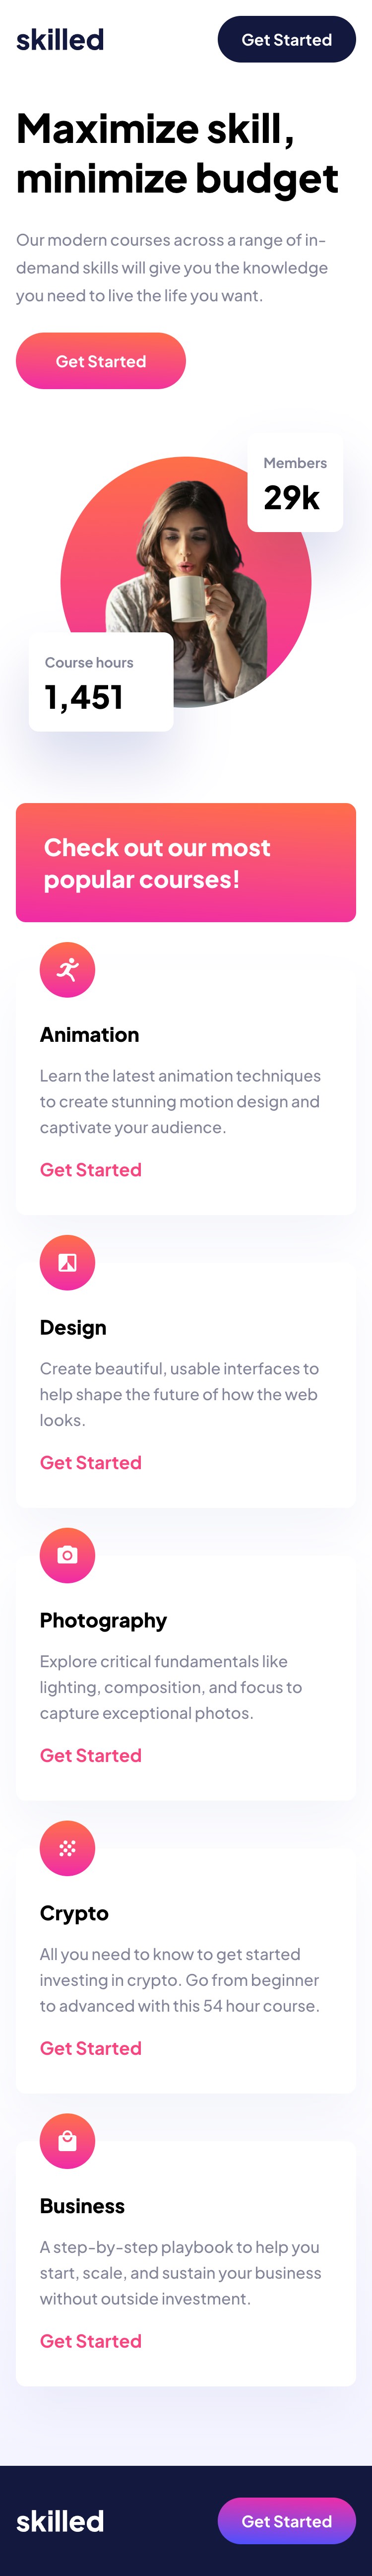 skilled
Get Started
Maximize skill,
minimize budget
Our modern courses across a range of in-
demand skills will give you the knowledge
you need to live the life you want.
Get Started
Members
29k
Course hours
1,451
Check out our most
popular courses!
Animation
Learn the latest animation techniques
to create stunning motion design and
captivate your audience.
Get Started
Design
Create beautiful, usable interfaces to
help shape the future of how the web
looks.
Get Started
Photography
Explore critical fundamentals like
lighting, composition, and focus to
capture exceptional photos.
Get Started
Crypto
All you need to know to get started
investing in crypto. Go from beginner
to advanced with this 54 hour course.
Get Started
Business
A step-by-step playbook to help you
start, scale, and sustain your business
without outside investment.
Get Started
skilled
Get Started